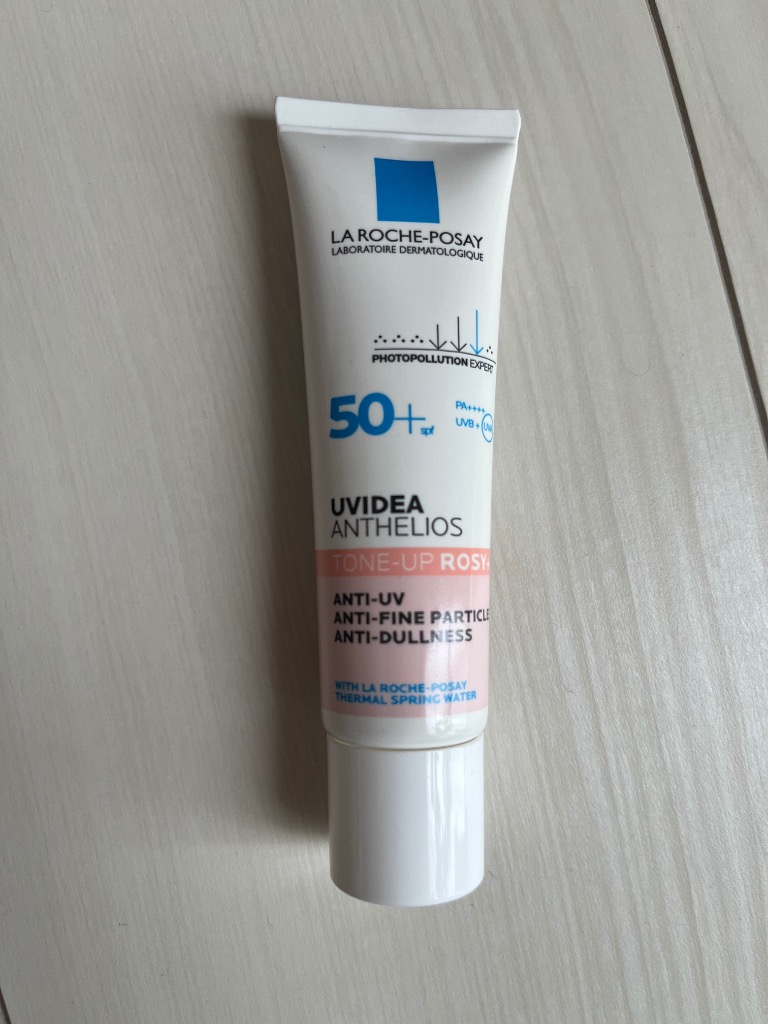 LA ROCHE-POSAY
LABORATOIRE DERMATOLOGIQUE
PHOTOPOLLUTION EXPERT
50+ spf
PA++++
UVB + UVA
UVIDEA
ANTHELIOS
TONE-UP ROSY+
ANTI-UV
ANTI-FINE PARTICLE
ANTI-DULLNESS
WITH LA ROCHE-POSAY
THERMAL SPRING WATER